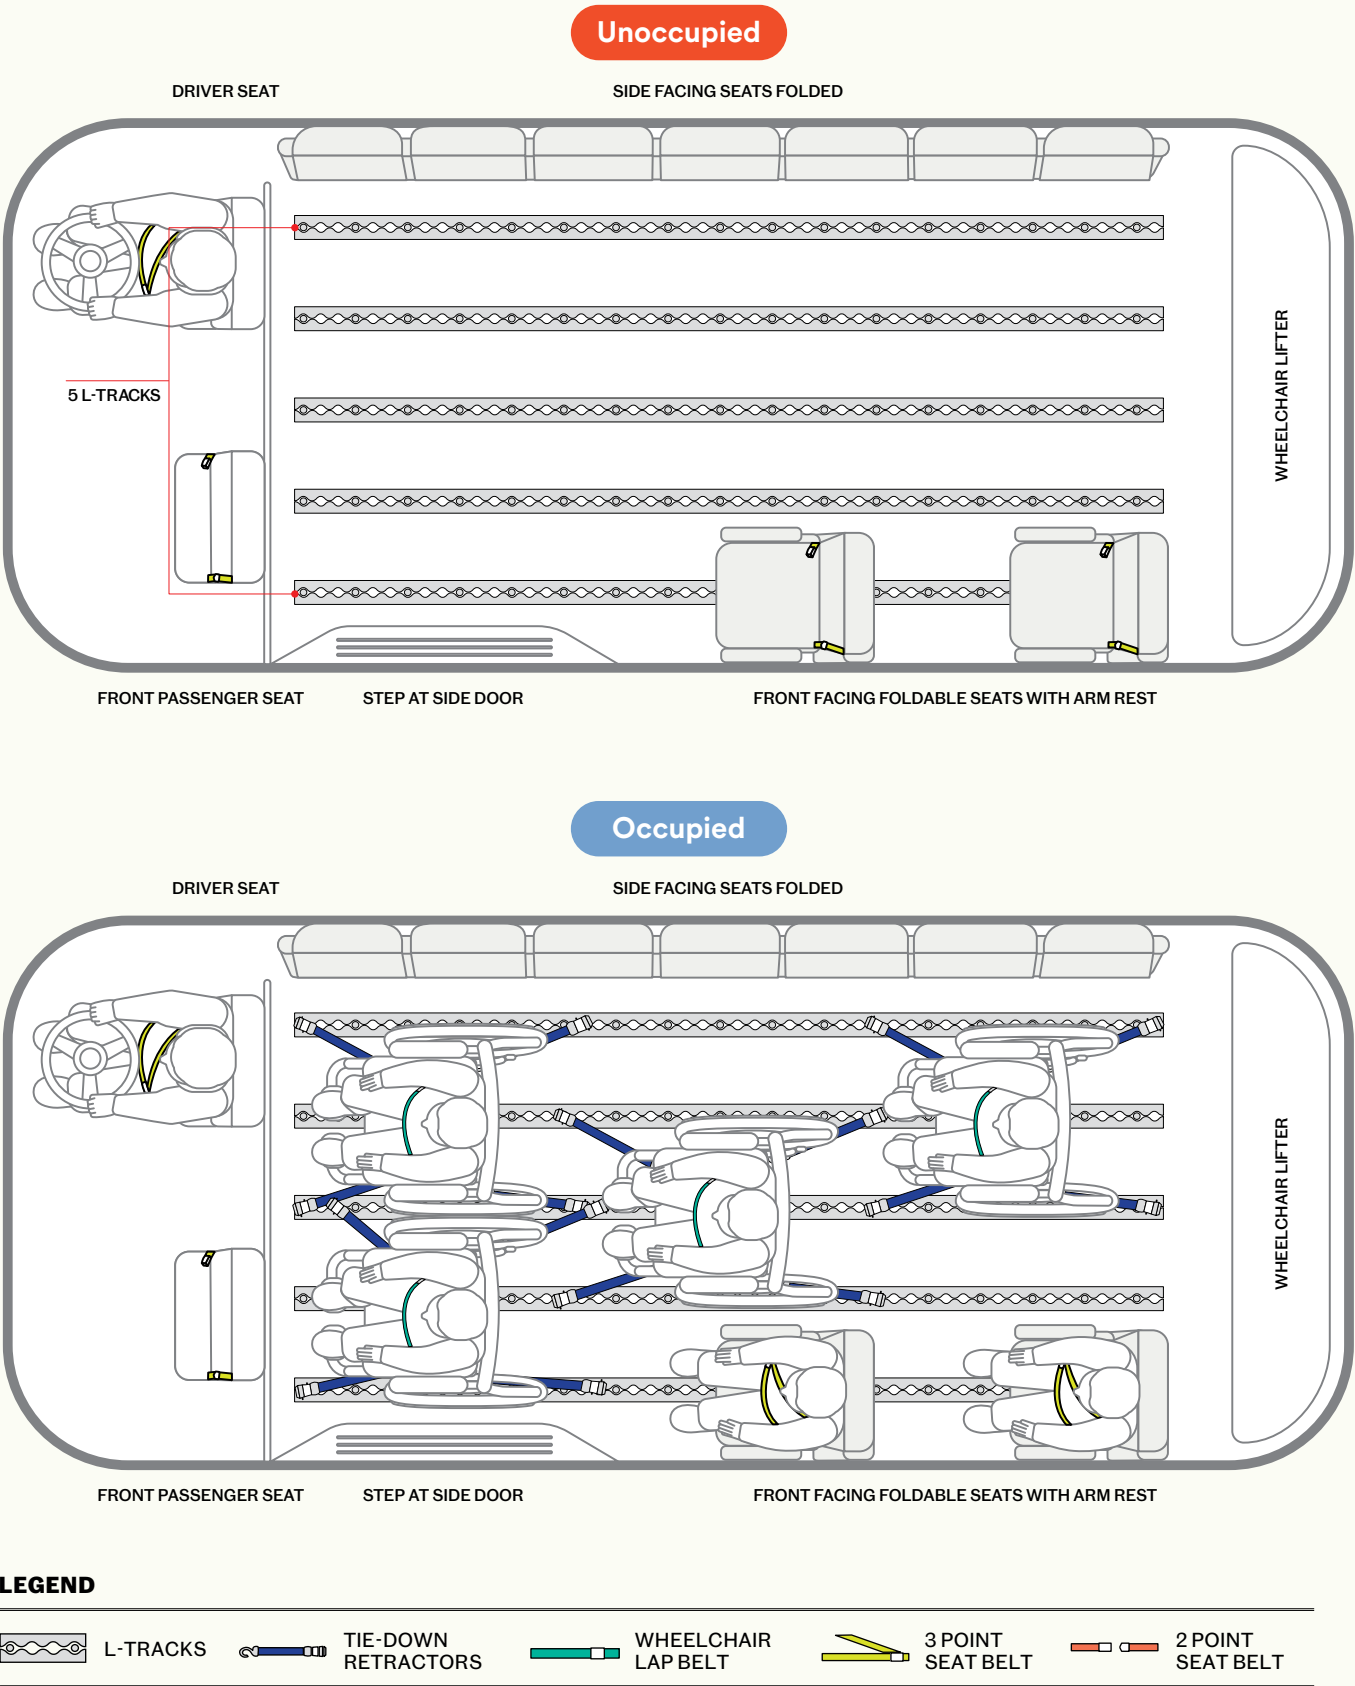 Unoccupied
DRIVER SEAT
SIDE FACING SEATS FOLDED
5 L-TRACKS
WHEELCHAIR LIFTER
FRONT PASSENGER SEAT
STEP AT SIDE DOOR
FRONT FACING FOLDABLE SEATS WITH ARM REST
Occupied
DRIVER SEAT
SIDE FACING SEATS FOLDED
WHEELCHAIR LIFTER
FRONT PASSENGER SEAT
STEP AT SIDE DOOR
FRONT FACING FOLDABLE SEATS WITH ARM REST
LEGEND
L-TRACKS
TIE-DOWN
RETRACTORS
WHEELCHAIR
LAP BELT
3 POINT
SEAT BELT
2 POINT
SEAT BELT